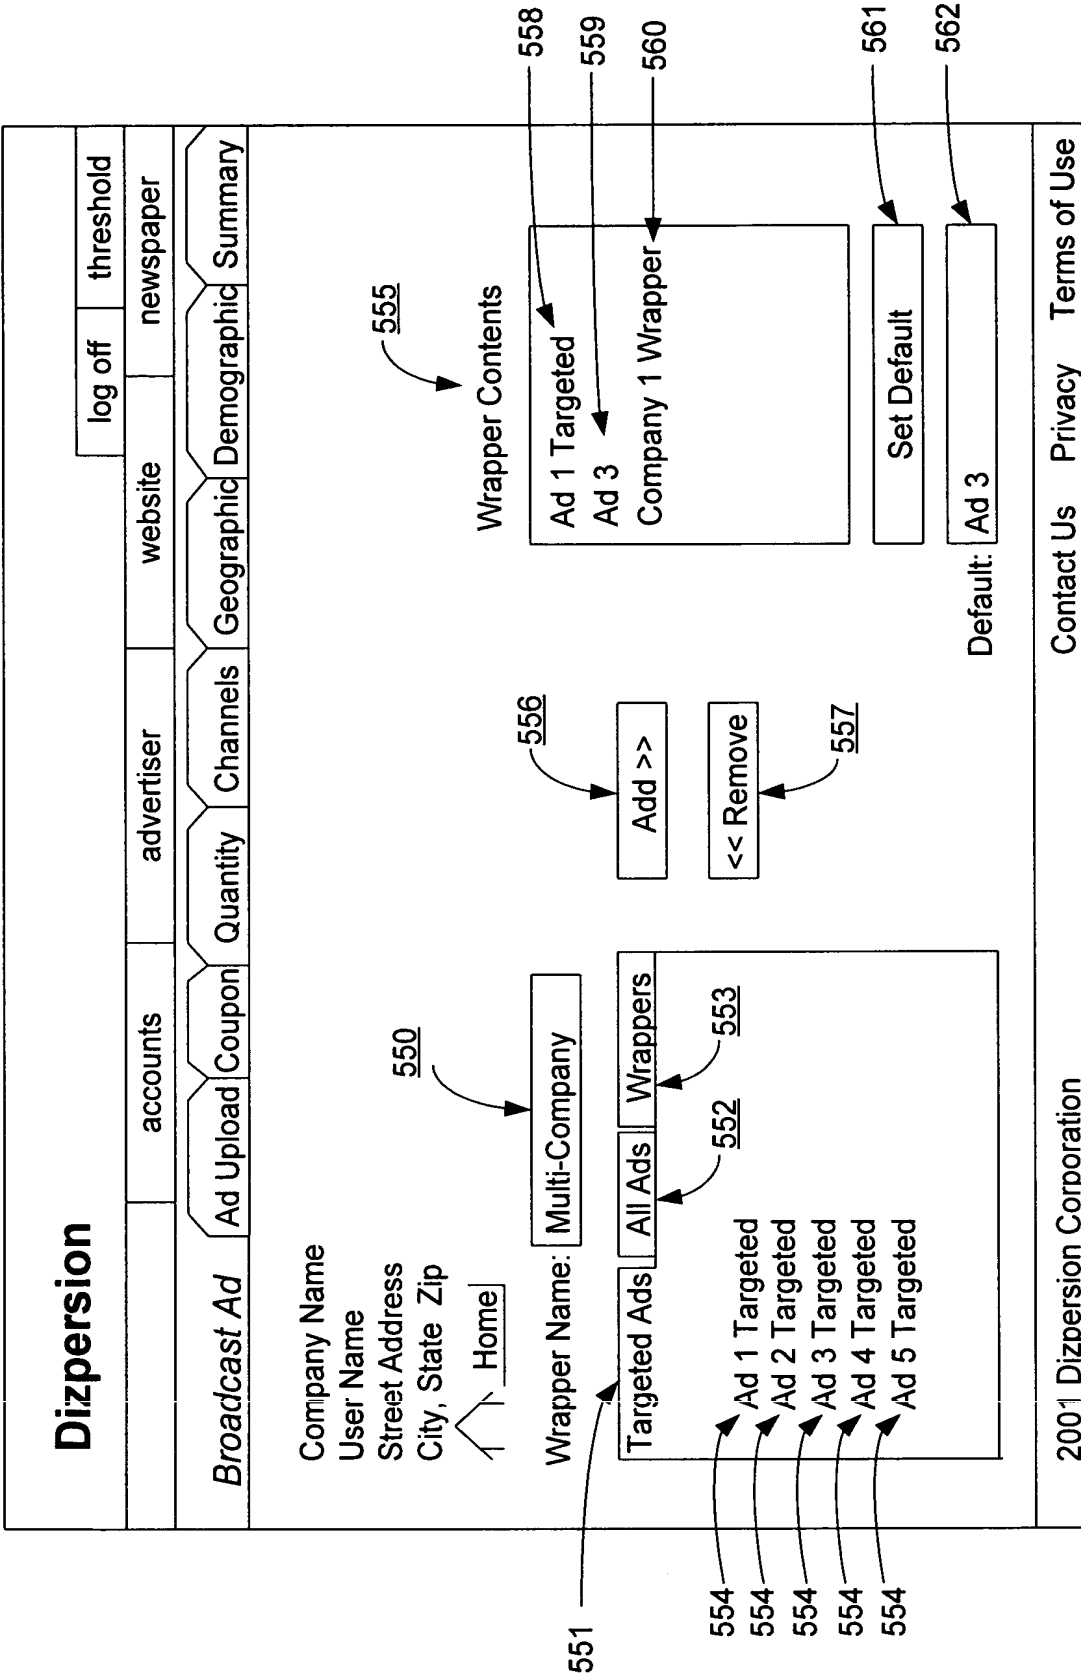 Dizpersion
log off threshold
accounts advertiser website newspaper
Broadcast Ad Ad Upload Coupon Quantity Channels Geographic Demographic Summary
Company Name
User Name
Street Address
City, State Zip
Home
550
555
Wrapper Name: Multi-Company
Wrapper Contents
551
Targeted Ads All Ads Wrappers
552
553
554 Ad 1 Targeted
554 Ad 2 Targeted
554 Ad 3 Targeted
554 Ad 4 Targeted
554 Ad 5 Targeted
556
Add >>
<< Remove
557
Ad 1 Targeted
Ad 3
Company 1 Wrapper
558
559
560
Set Default
561
Default: Ad 3
562
2001 Dizpersion Corporation Contact Us Privacy Terms of Use